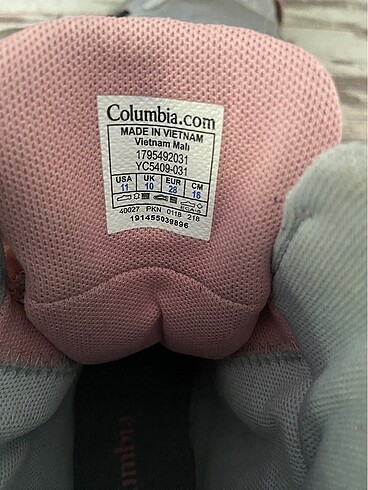 Columbia.com
MADE IN VIETNAM
Vietnam Malı
1795492031
YC5409-031
USA UK EUR CM
11 10 28 18
40027 PKN 0118 218
191455039896
umbia